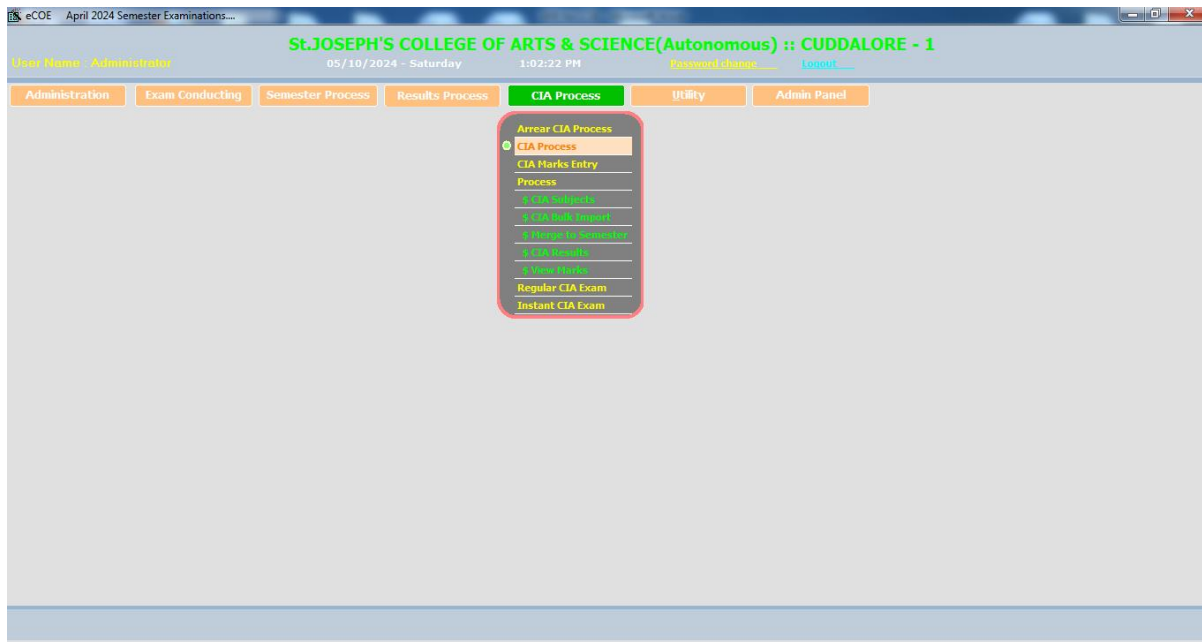 eCOE April 2024 Semester Examinations....
St.JOSEPH'S COLLEGE OF ARTS & SCIENCE(Autonomous) :: CUDDALORE - 1
User Name : Administrator 05/10/2024 - Saturday 1:02:22 PM Password change Logout
Administration Exam Conducting Semester Process Results Process CIA Process Utility Admin Panel
Arrear CIA Process
CIA Process
CIA Marks Entry
Process
$ CIA Subjects
$ CIA Bulk Import
$ Merge to Semester
$ CIA Results
$ View Marks
Regular CIA Exam
Instant CIA Exam